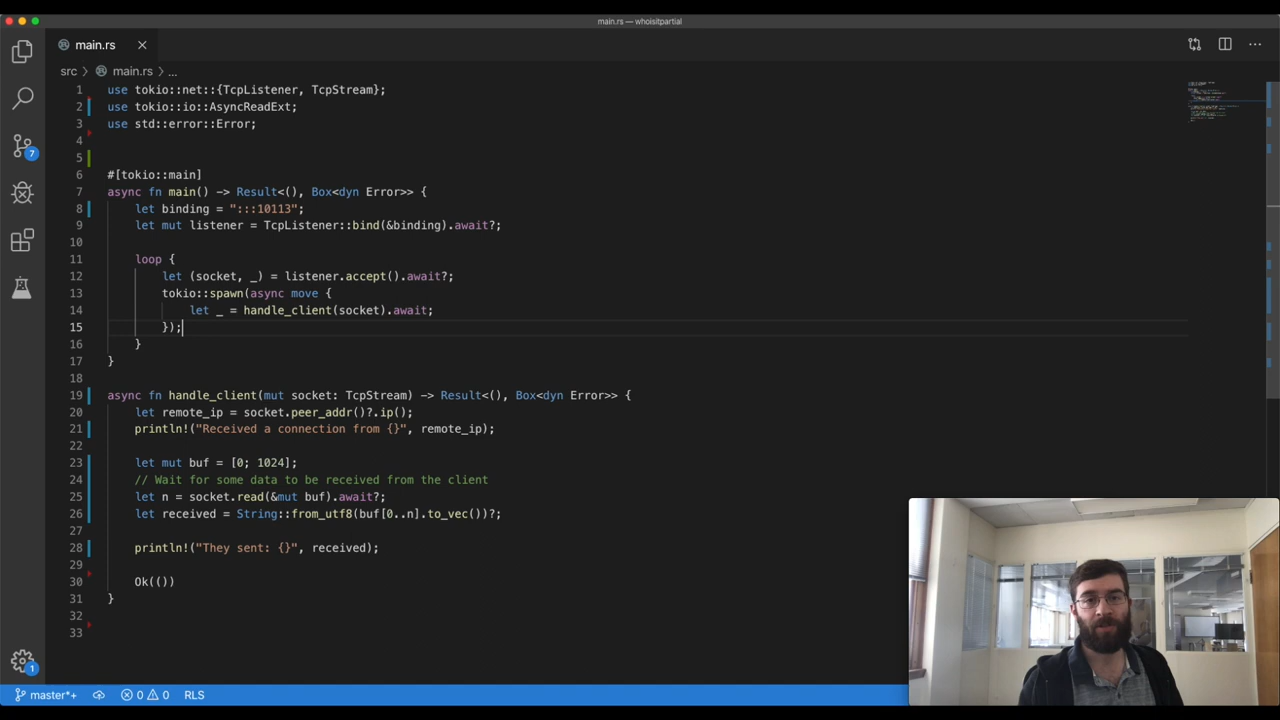 main.rs — whoisitpartial
main.rs
src > main.rs > ...
1 use tokio::net::{TcpListener, TcpStream};
2 use tokio::io::AsyncReadExt;
3 use std::error::Error;
4
5
6 #[tokio::main]
7 async fn main() -> Result<(), Box<dyn Error>> {
8 let binding = ":::10113";
9 let mut listener = TcpListener::bind(&binding).await?;
10
11 loop {
12 let (socket, _) = listener.accept().await?;
13 tokio::spawn(async move {
14 let _ = handle_client(socket).await;
15 });
16 }
17 }
18
19 async fn handle_client(mut socket: TcpStream) -> Result<(), Box<dyn Error>> {
20 let remote_ip = socket.peer_addr()?.ip();
21 println!("Received a connection from {}", remote_ip);
22
23 let mut buf = [0; 1024];
24 // Wait for some data to be received from the client
25 let n = socket.read(&mut buf).await?;
26 let received = String::from_utf8(buf[0..n].to_vec())?;
27
28 println!("They sent: {}", received);
29
30 Ok(())
31 }
32
33
7
1
master*+ 0 0 RLS